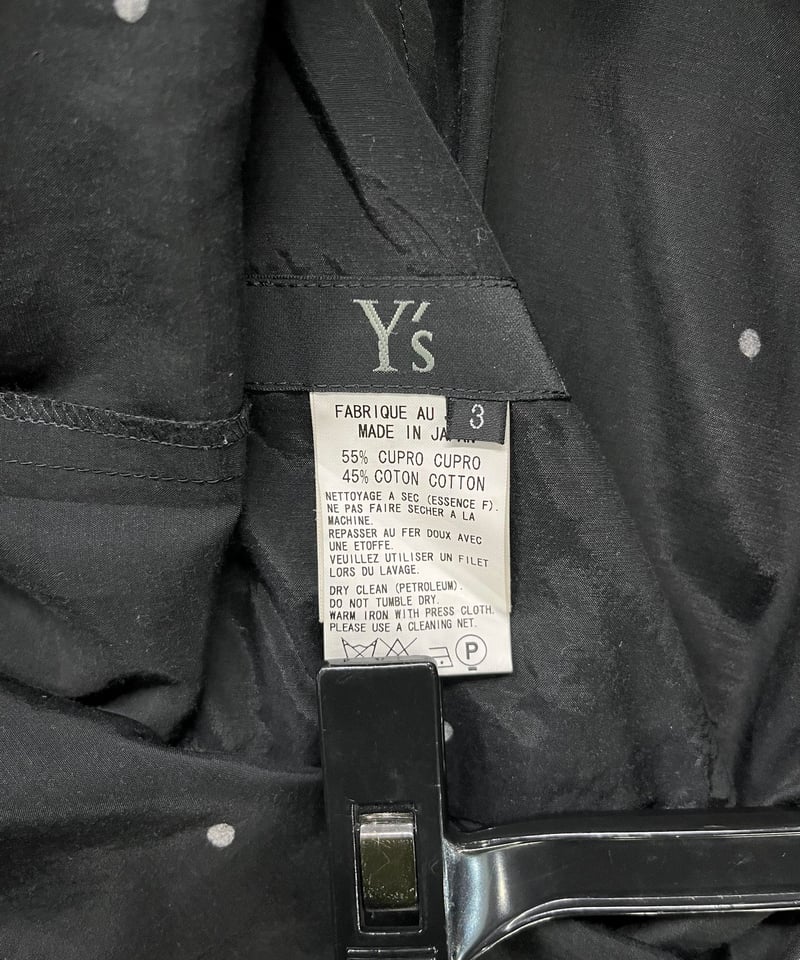 Y's
3
FABRIQUE AU
MADE IN JAPAN
55% CUPRO CUPRO
45% COTON COTTON
NETTOYAGE A SEC (ESSENCE F).
NE PAS FAIRE SECHER A LA
MACHINE.
REPASSER AU FER DOUX AVEC
UNE ETOFFE.
VEUILLEZ UTILISER UN FILET
LORS DU LAVAGE.
DRY CLEAN (PETROLEUM).
DO NOT TUMBLE DRY.
WARM IRON WITH PRESS CLOTH.
PLEASE USE A CLEANING NET.
P